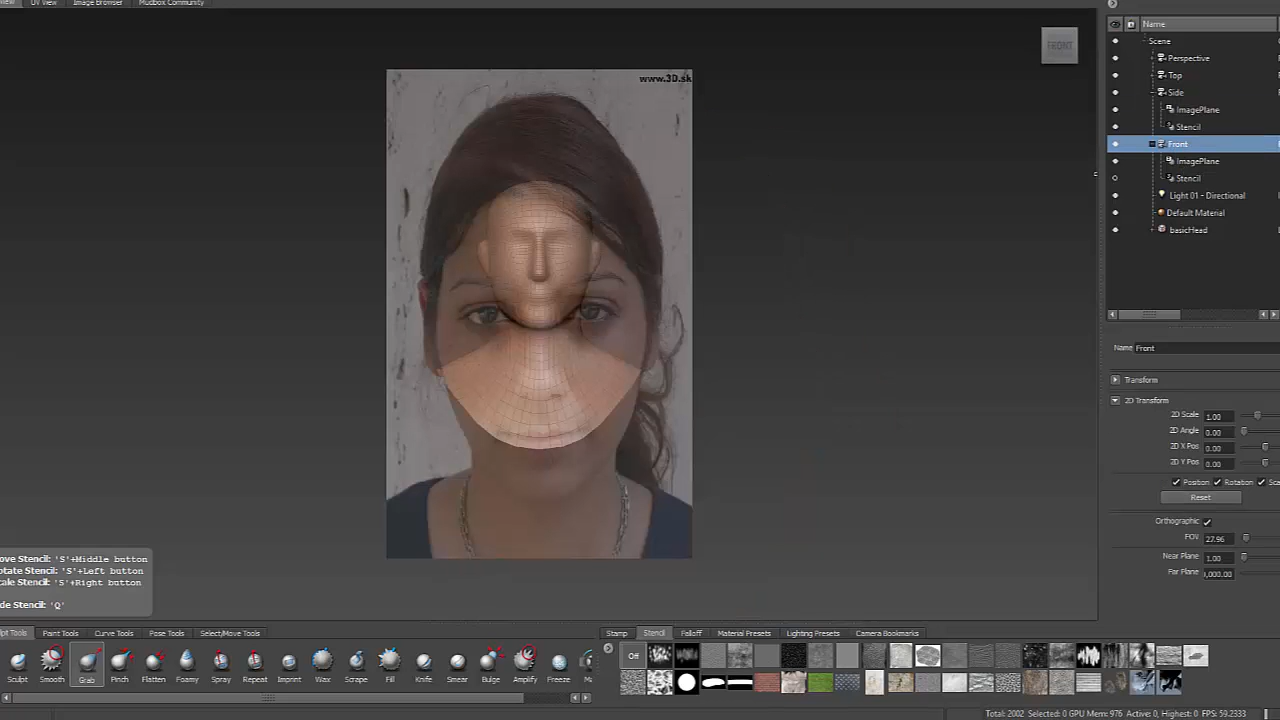 UV View
Image Browser
Mudbox Community
Name
Scene
Perspective
Top
Side
ImagePlane
Stencil
Front
ImagePlane
Stencil
Light 01 - Directional
Default Material
basicHead
FRONT
www.3D.sk
Name Front
Transform
2D Transform
2D Scale 1.00
2D Angle 0.00
2D X Pos 0.00
2D Y Pos 0.00
Position Rotation Sca
Reset
Orthographic
FOV 27.96
Near Plane 1.00
Far Plane 0,000.00
ove Stencil: 'S'+Middle button
otate Stencil: 'S'+Left button
cale Stencil: 'S'+Right button
de Stencil: 'Q'
pt Tools Paint Tools Curve Tools Pose Tools Select/Move Tools
Stamp Stencil Falloff Material Presets Lighting Presets Camera Bookmarks
Sculpt Smooth Grab Pinch Flatten Foamy Spray Repeat Imprint Wax Scrape Fill Knife Smear Bulge Amplify Freeze Ma
Off
Total: 2002 Selected: 0 GPU Mem: 976 Active: 0, Highest: 0 FPS: 59.2333